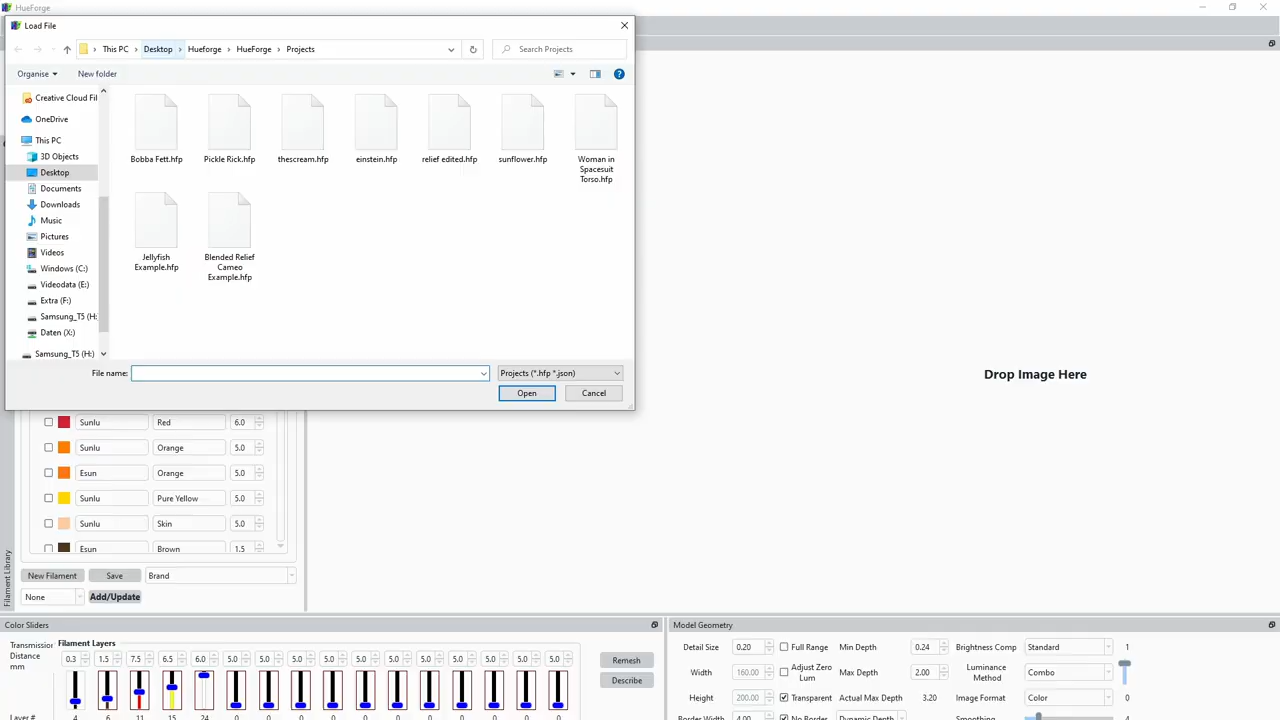 HueForge
Load File
This PC
Desktop
Hueforge
HueForge
Projects
Search Projects
Organise
New folder
Creative Cloud Fil
OneDrive
This PC
3D Objects
Desktop
Documents
Downloads
Music
Pictures
Videos
Windows (C:)
Videodata (E:)
Extra (F:)
Samsung_T5 (H:
Daten (X:)
Samsung_T5 (H:)
Bobba Fett.hfp
Pickle Rick.hfp
thescream.hfp
einstein.hfp
relief edited.hfp
sunflower.hfp
Woman in
Spacesuit
Torso.hfp
Jellyfish
Example.hfp
Blended Relief
Cameo
Example.hfp
File name:
Projects (*.hfp *.json)
Open
Cancel
Drop Image Here
Sunlu Red 6.0
Sunlu Orange 5.0
Esun Orange 5.0
Sunlu Pure Yellow 5.0
Sunlu Skin 5.0
Esun Brown 1.5
Filament Library
New Filament
Save
Brand
None
Add/Update
Color Sliders
Transmission
Distance
mm
Filament Layers
0.3 1.5 7.5 6.5 6.0 5.0 5.0 5.0 5.0 5.0 5.0 5.0 5.0 5.0 5.0 5.0
Layer # 4 6 11 15 24 0 0 0 0 0 0 0 0 0 0 0
Remesh
Describe
Model Geometry
Detail Size 0.20 Full Range Min Depth 0.24 Brightness Comp Standard 1
Width 160.00 Adjust Zero
Lum Max Depth 2.00 Luminance
Method Combo
Height 200.00 Transparent Actual Max Depth 3.20 Image Format Color 0
Border Width 4.00 No Border Dynamic Depth Smoothing 4